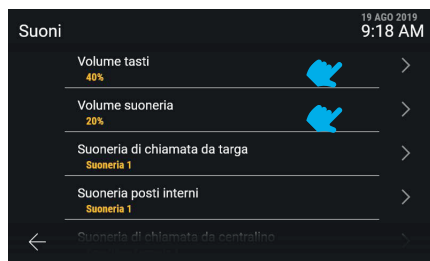 Suoni
19 AGO 2019
9:18 AM
Volume tasti
40%
Volume suoneria
20%
Suoneria di chiamata da targa
Suoneria 1
Suoneria posti interni
Suoneria 1
Suoneria di chiamata da centralino